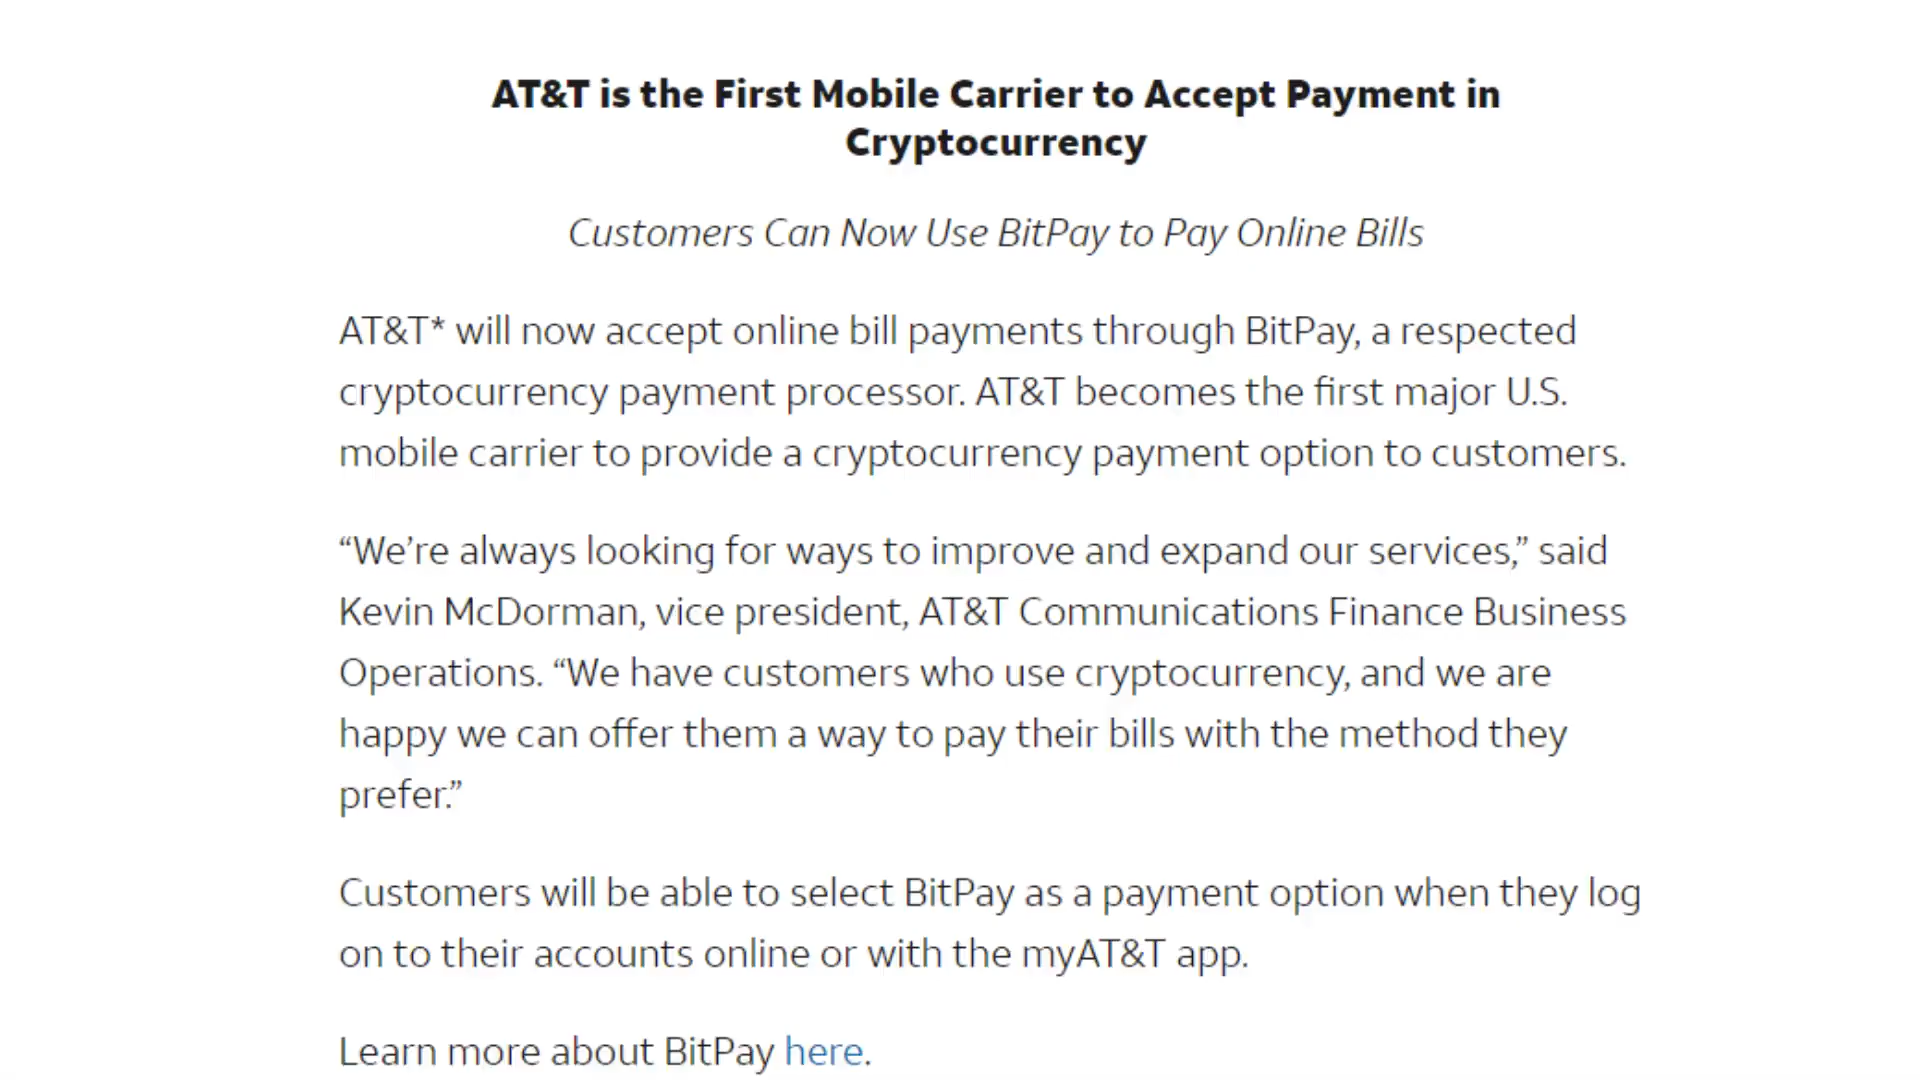 AT&T is the First Mobile Carrier to Accept Payment in
Cryptocurrency
Customers Can Now Use BitPay to Pay Online Bills
AT&T* will now accept online bill payments through BitPay, a respected
cryptocurrency payment processor. AT&T becomes the first major U.S.
mobile carrier to provide a cryptocurrency payment option to customers.
“We’re always looking for ways to improve and expand our services,” said
Kevin McDorman, vice president, AT&T Communications Finance Business
Operations. “We have customers who use cryptocurrency, and we are
happy we can offer them a way to pay their bills with the method they
prefer.”
Customers will be able to select BitPay as a payment option when they log
on to their accounts online or with the myAT&T app.
Learn more about BitPay here.